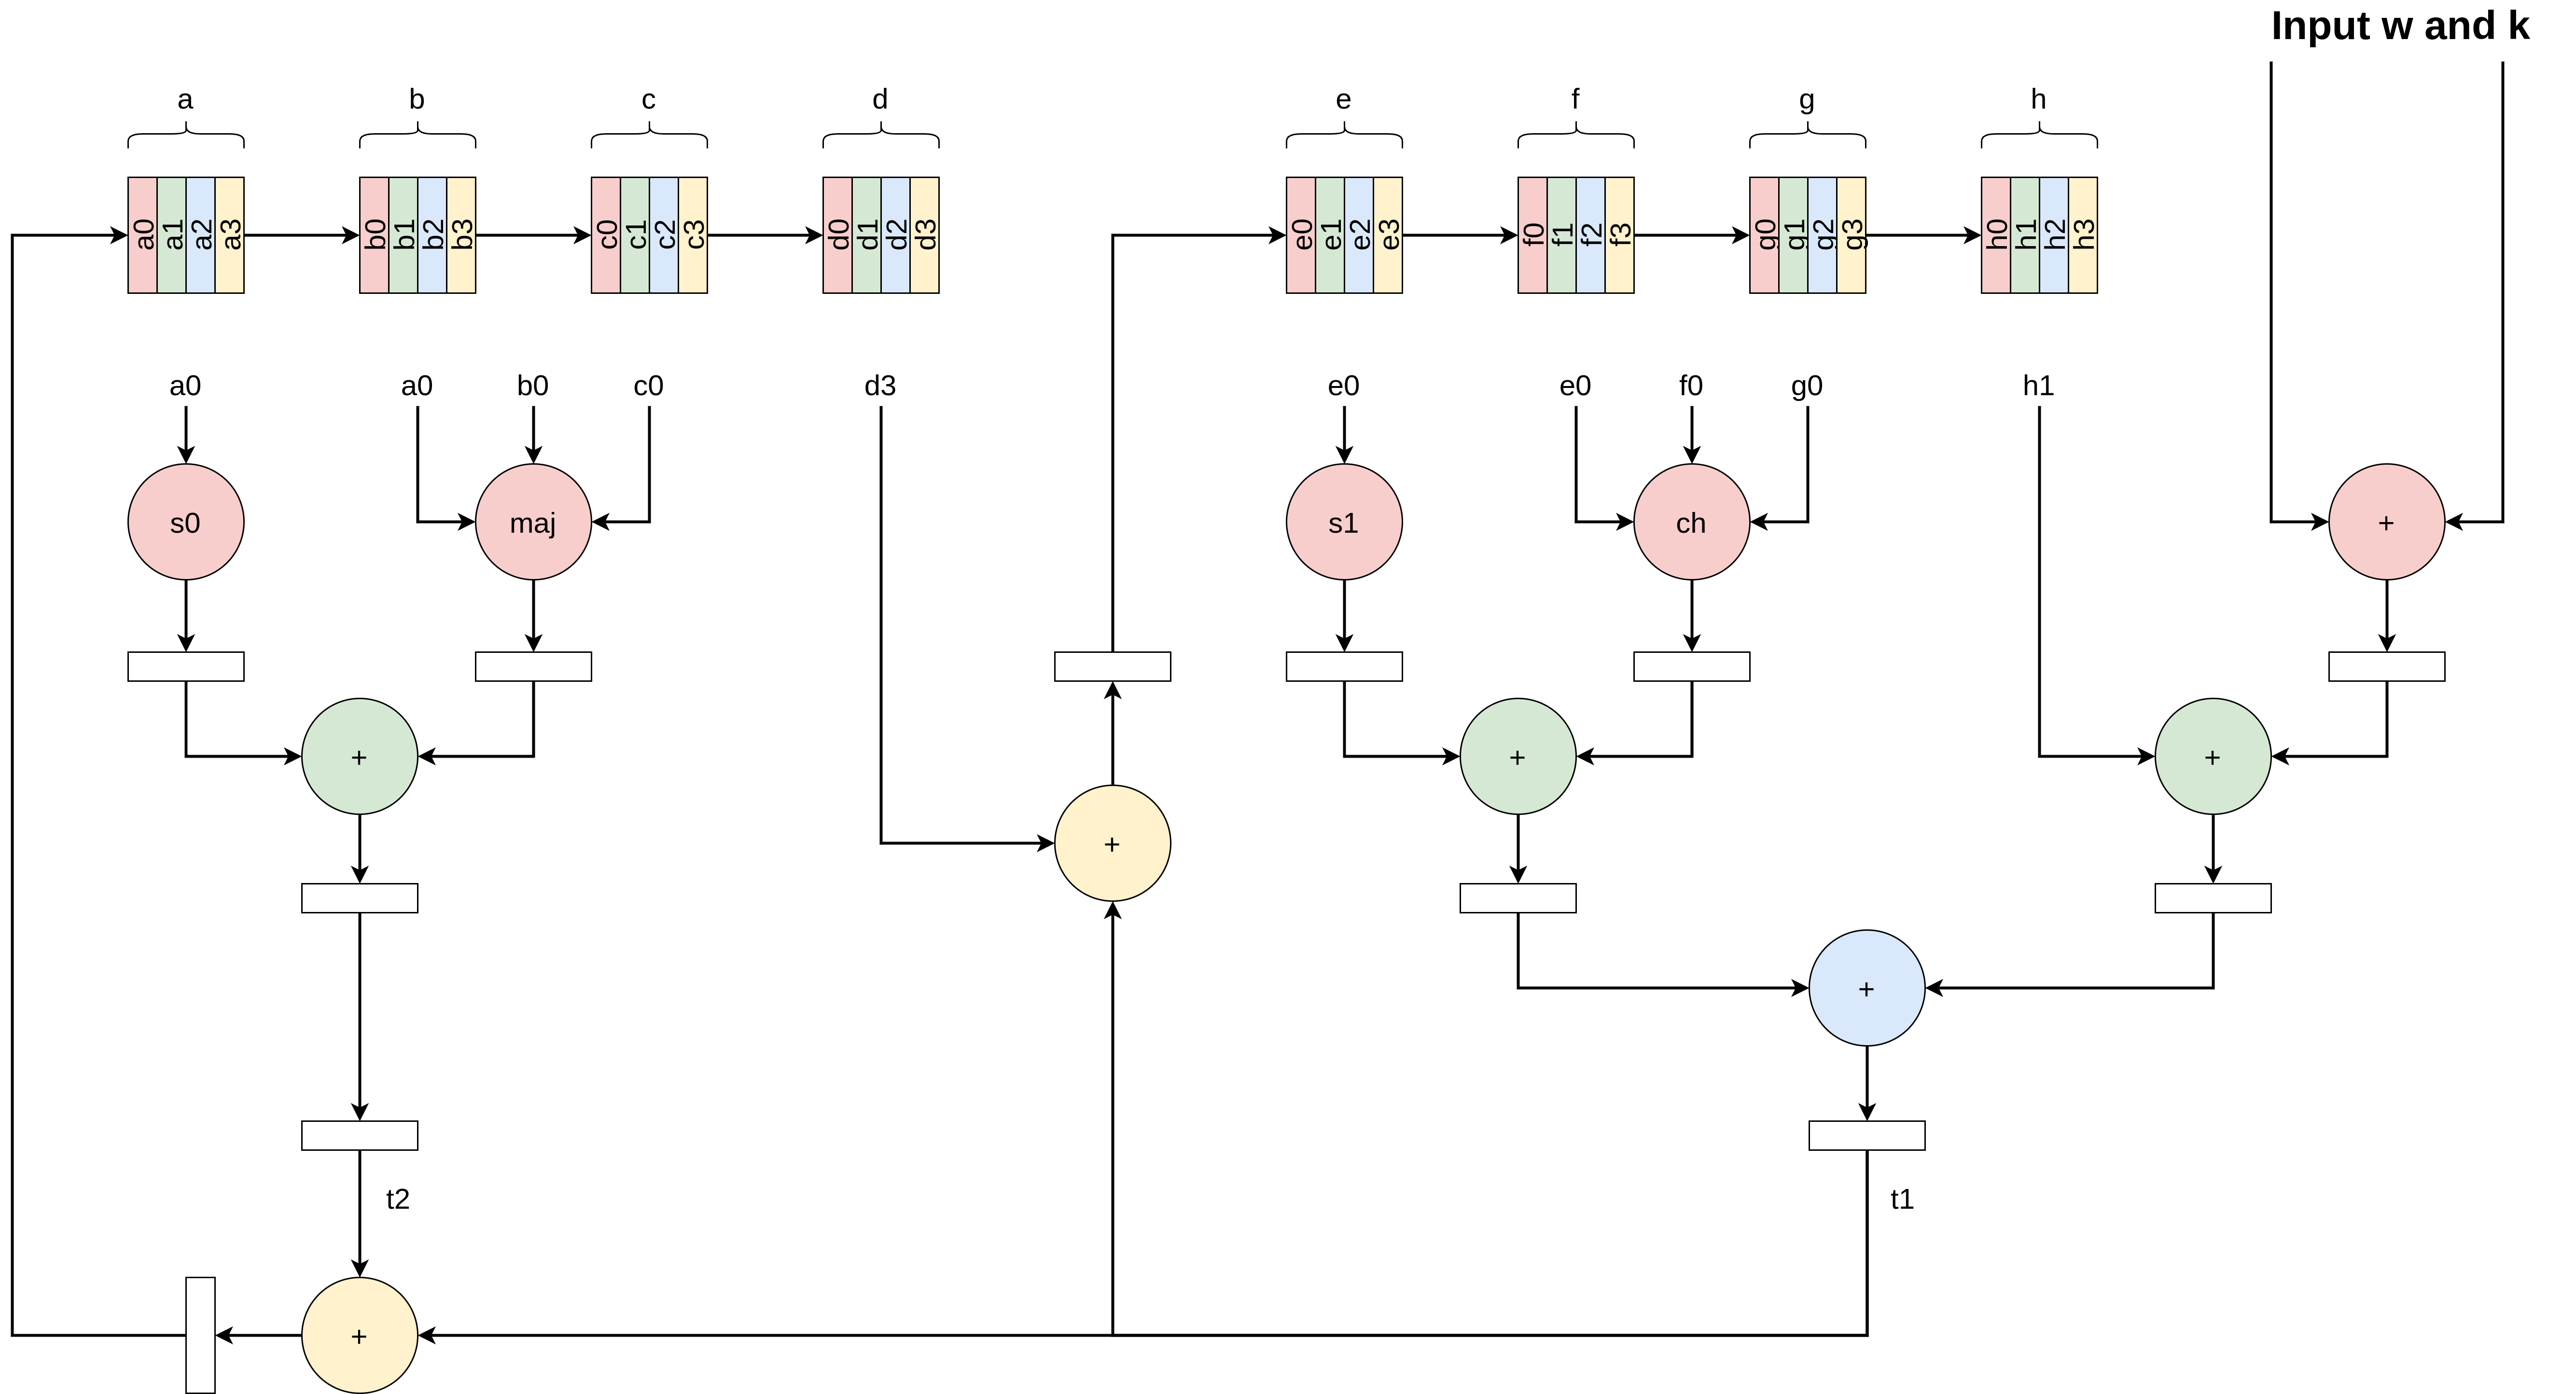 Input w and k
a
b
c
d
e
f
g
h
a0
a1
a2
a3
b0
b1
b2
b3
c0
c1
c2
c3
d0
d1
d2
d3
e0
e1
e2
e3
f0
f1
f2
f3
g0
g1
g2
g3
h0
h1
h2
h3
a0
a0
b0
c0
d3
e0
e0
f0
g0
h1
s0
maj
s1
ch
+
+
+
+
+
+
t2
t1
+